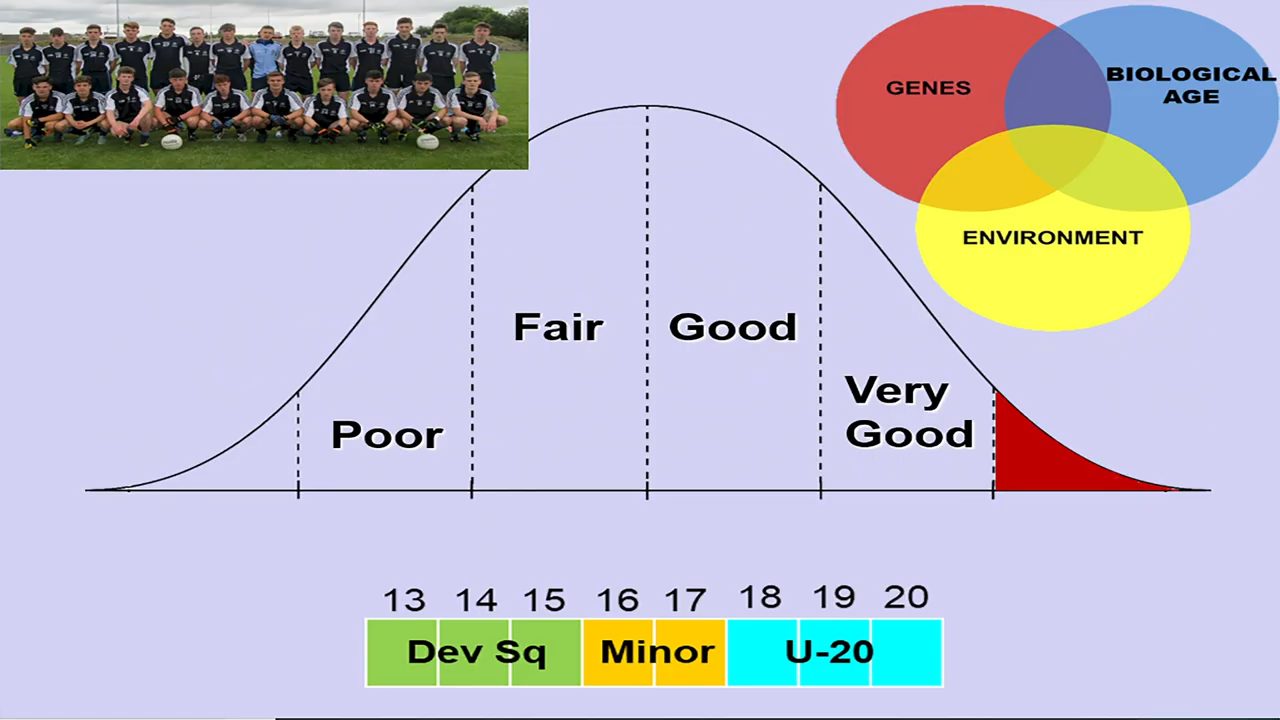 GENES
BIOLOGICAL
AGE
ENVIRONMENT
Fair
Good
Very
Good
Poor
13 14 15 16 17 18 19 20
Dev Sq Minor U-20